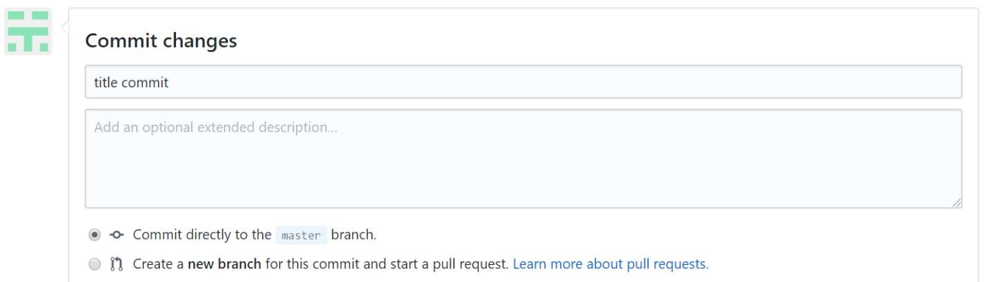 Commit changes
title commit
Add an optional extended description...
Commit directly to the master branch.
Create a new branch for this commit and start a pull request. Learn more about pull requests.